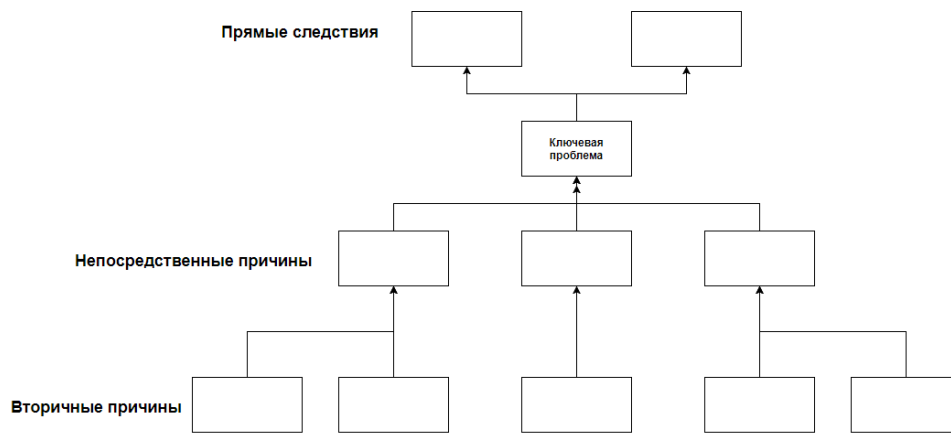 Прямые следствия
Ключевая
проблема
Непосредственные причины
Вторичные причины